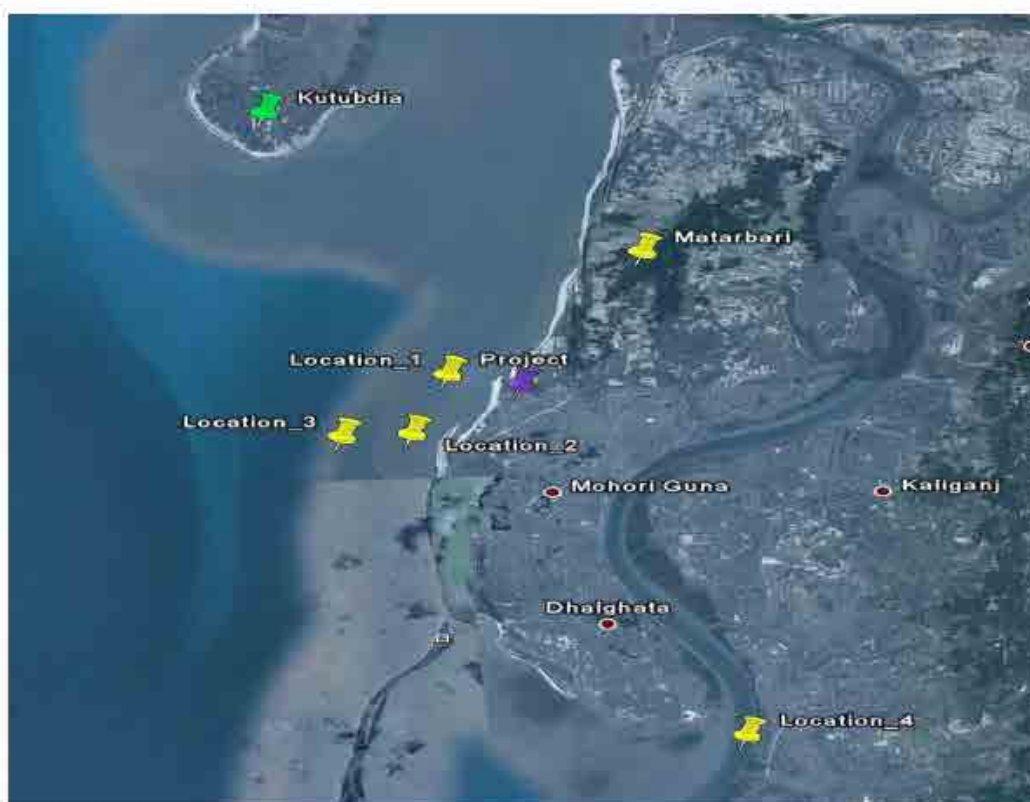 Kutubdia
Matarbari
Location_1
Project
Location_3
Location_2
Mohori Guna
Kaliganj
Dhalghata
Location_4